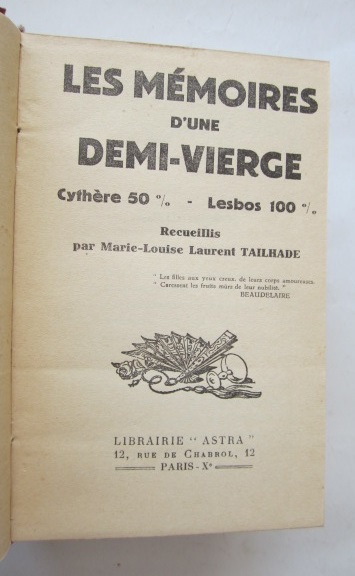 LES MÉMOIRES
D'UNE
DEMI-VIERGE
Cythère 50 % - Lesbos 100 %
Recueillis
par Marie-Louise Laurent TAILHADE
" Les filles aux yeux creux, de leurs corps amoureuses,
" Caressent les fruits mûrs de leur nubilité. "
BEAUDELAIRE
LIBRAIRIE " ASTRA "
12, RUE DE CHABROL, 12
PARIS-Xe